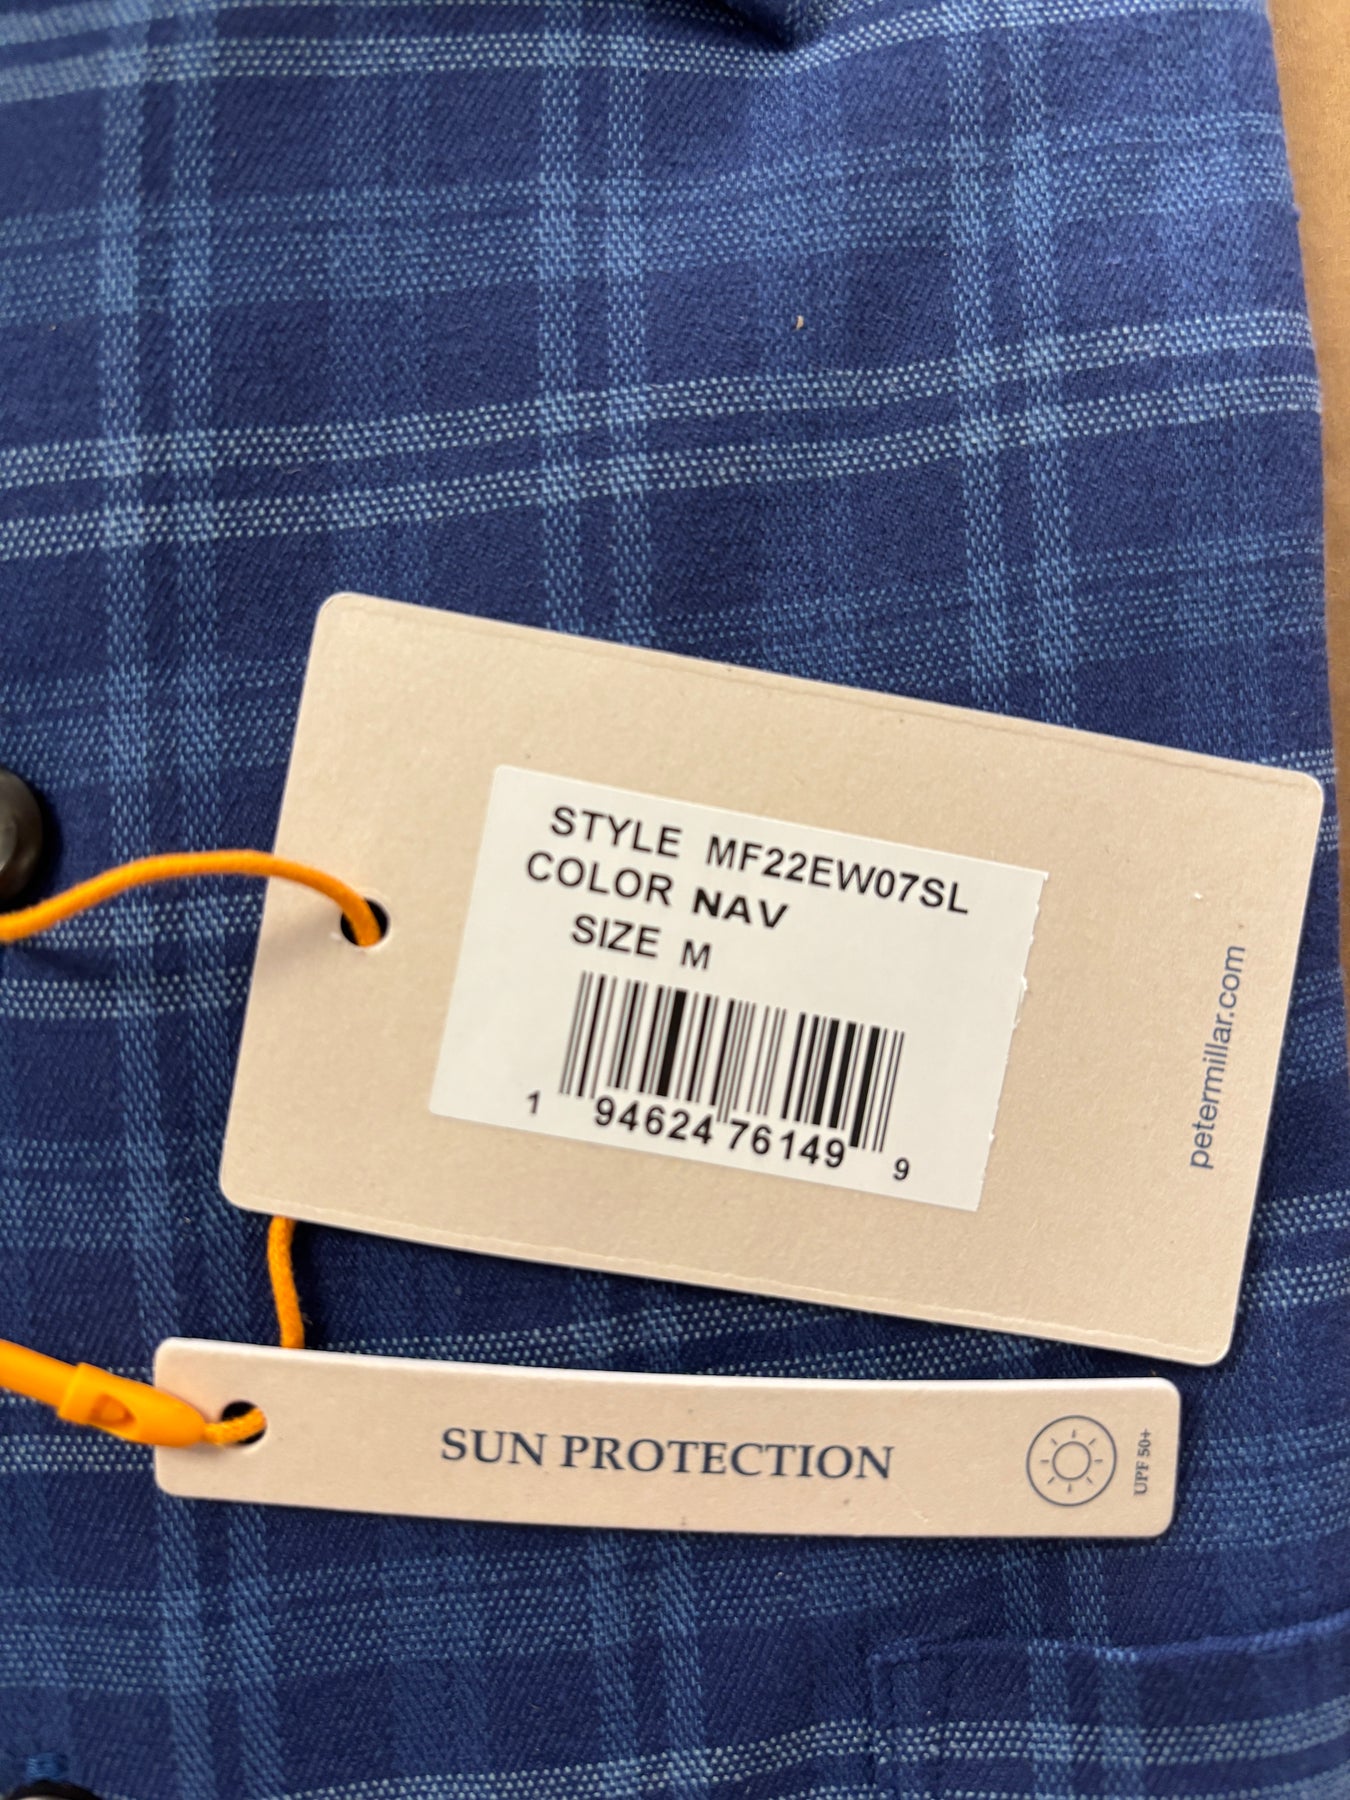 STYLE MF22EW07SL
COLOR NAV
SIZE M
1 94624 76149 9
petermillar.com
SUN PROTECTION
UPF 50+